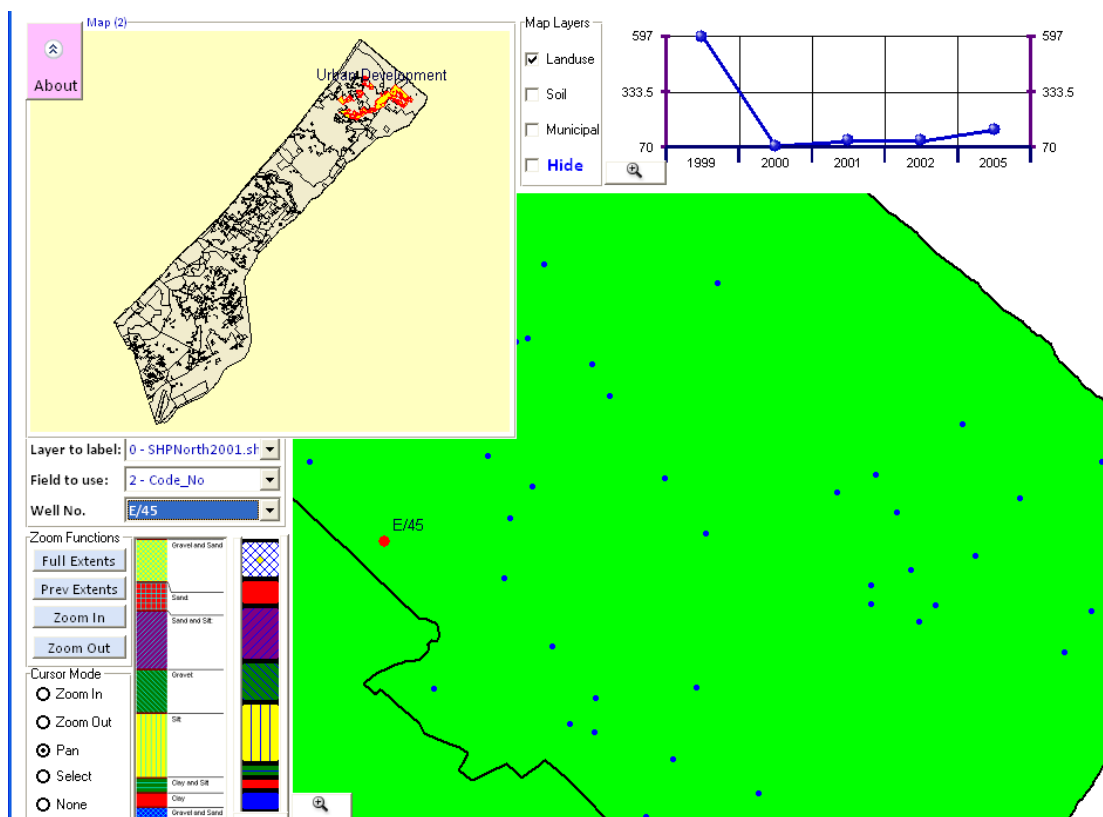 Map (2)
About
Urban Development
Map Layers
Landuse
Soil
Municipal
Hide
597
333.5
70
597
333.5
70
1999
2000
2001
2002
2005
Layer to label:
0 - SHPNorth2001.sh
Field to use:
2 - Code_No
Well No.
E/45
E/45
Zoom Functions
Full Extents
Prev Extents
Zoom In
Zoom Out
Cursor Mode
Zoom In
Zoom Out
Pan
Select
None
Gravel and Sand
Sand
Sand and Silt
Gravel
Silt
Clay and Silt
Clay
Gravel and Sand